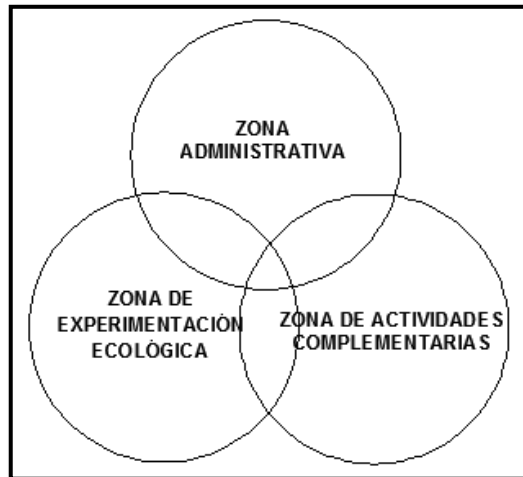 ZONA
ADMINISTRATIVA
ZONA DE
EXPERIMENTACIÓN
ECOLÓGICA
ZONA DE ACTIVIDADES
COMPLEMENTARIAS